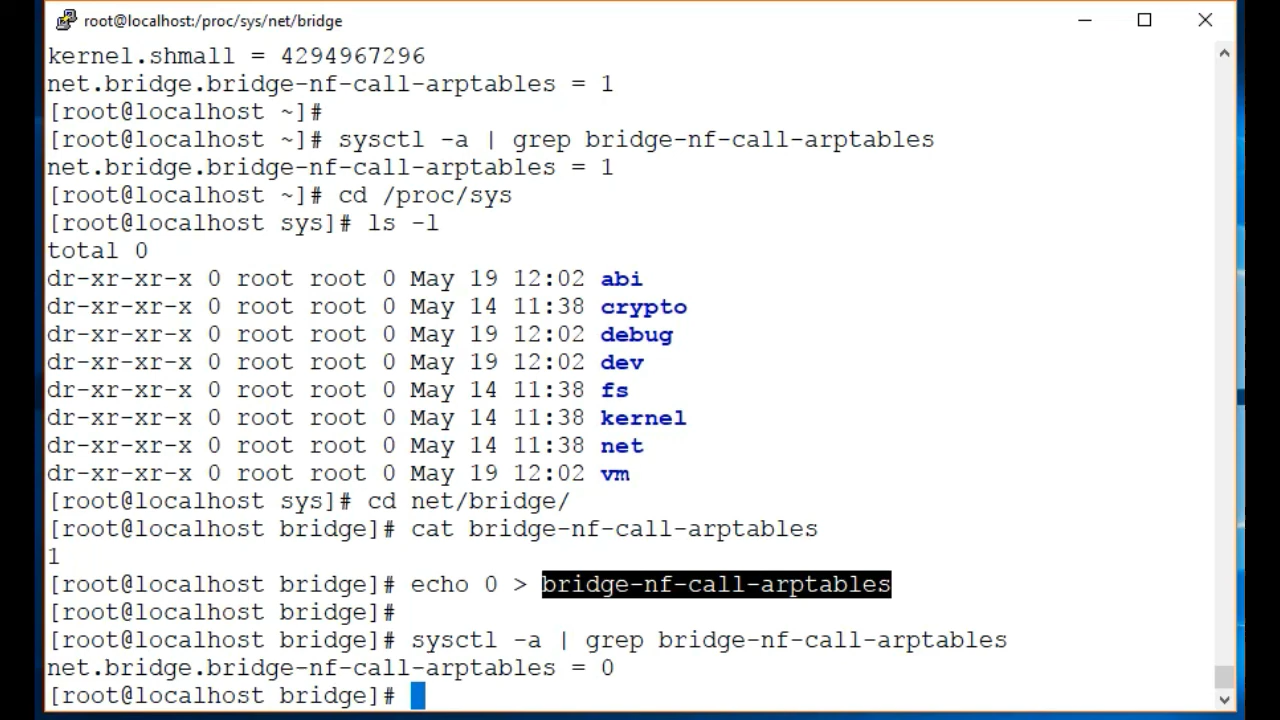 root@localhost:/proc/sys/net/bridge
kernel.shmall = 4294967296
net.bridge.bridge-nf-call-arptables = 1
[root@localhost ~]#
[root@localhost ~]# sysctl -a | grep bridge-nf-call-arptables
net.bridge.bridge-nf-call-arptables = 1
[root@localhost ~]# cd /proc/sys
[root@localhost sys]# ls -l
total 0
dr-xr-xr-x 0 root root 0 May 19 12:02 abi
dr-xr-xr-x 0 root root 0 May 14 11:38 crypto
dr-xr-xr-x 0 root root 0 May 19 12:02 debug
dr-xr-xr-x 0 root root 0 May 19 12:02 dev
dr-xr-xr-x 0 root root 0 May 14 11:38 fs
dr-xr-xr-x 0 root root 0 May 14 11:38 kernel
dr-xr-xr-x 0 root root 0 May 14 11:38 net
dr-xr-xr-x 0 root root 0 May 19 12:02 vm
[root@localhost sys]# cd net/bridge/
[root@localhost bridge]# cat bridge-nf-call-arptables
1
[root@localhost bridge]# echo 0 > bridge-nf-call-arptables
[root@localhost bridge]#
[root@localhost bridge]# sysctl -a | grep bridge-nf-call-arptables
net.bridge.bridge-nf-call-arptables = 0
[root@localhost bridge]#